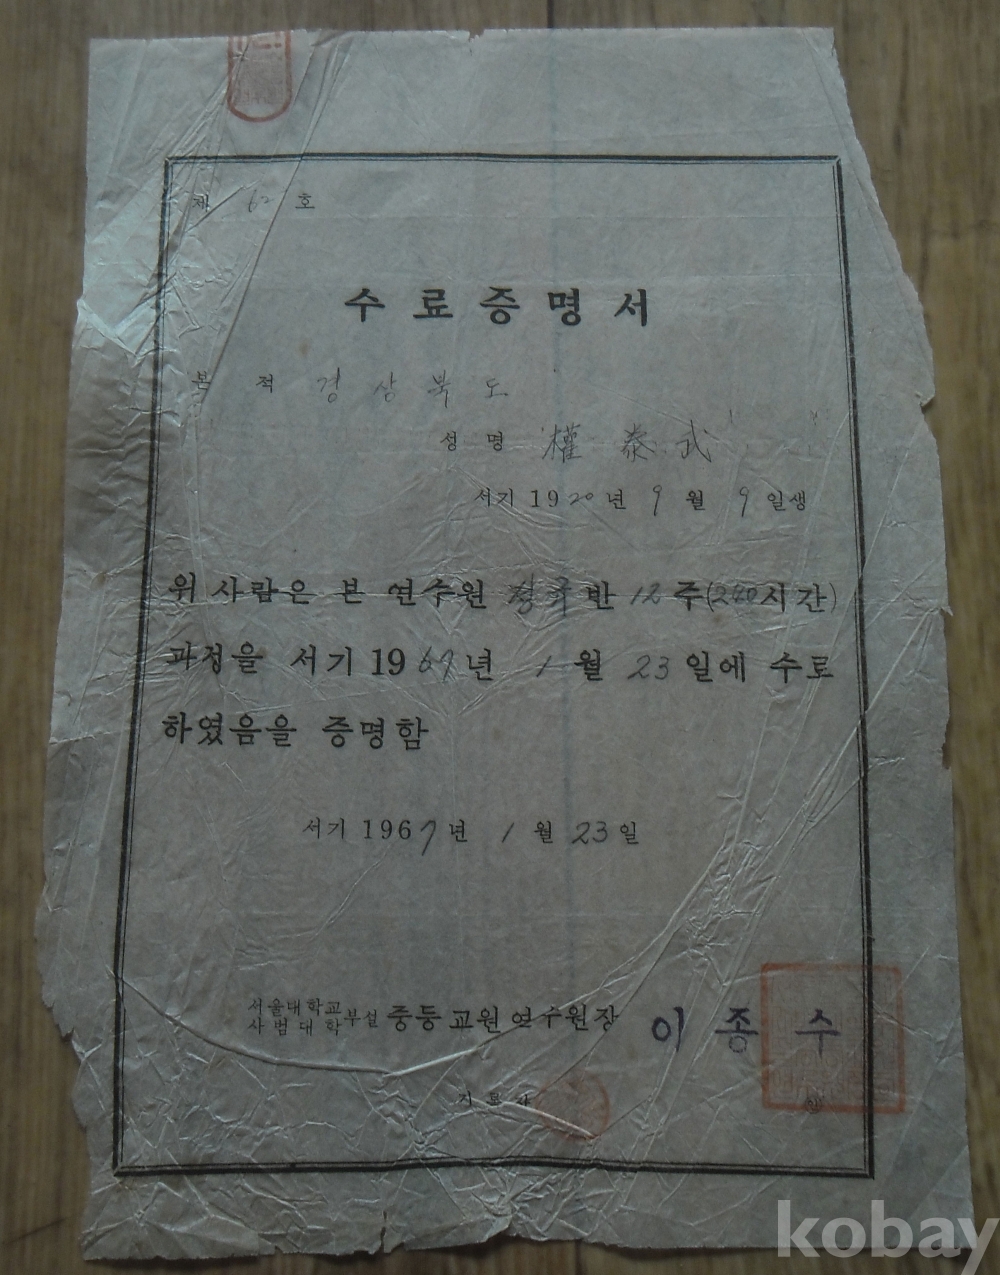 제 62 호
수료증명서
본 적 경상북도
성 명 權 泰 武
서기 1920년 9월 9일생
위 사람은 본 연수원 반 12주(240시간)
과정을 서기 1967년 1월 23일에 수료
하였음을 증명함
서기 1967년 1월 23일
서울대학교
사범대학 부설 중등교원연수원장 이종수
kobay